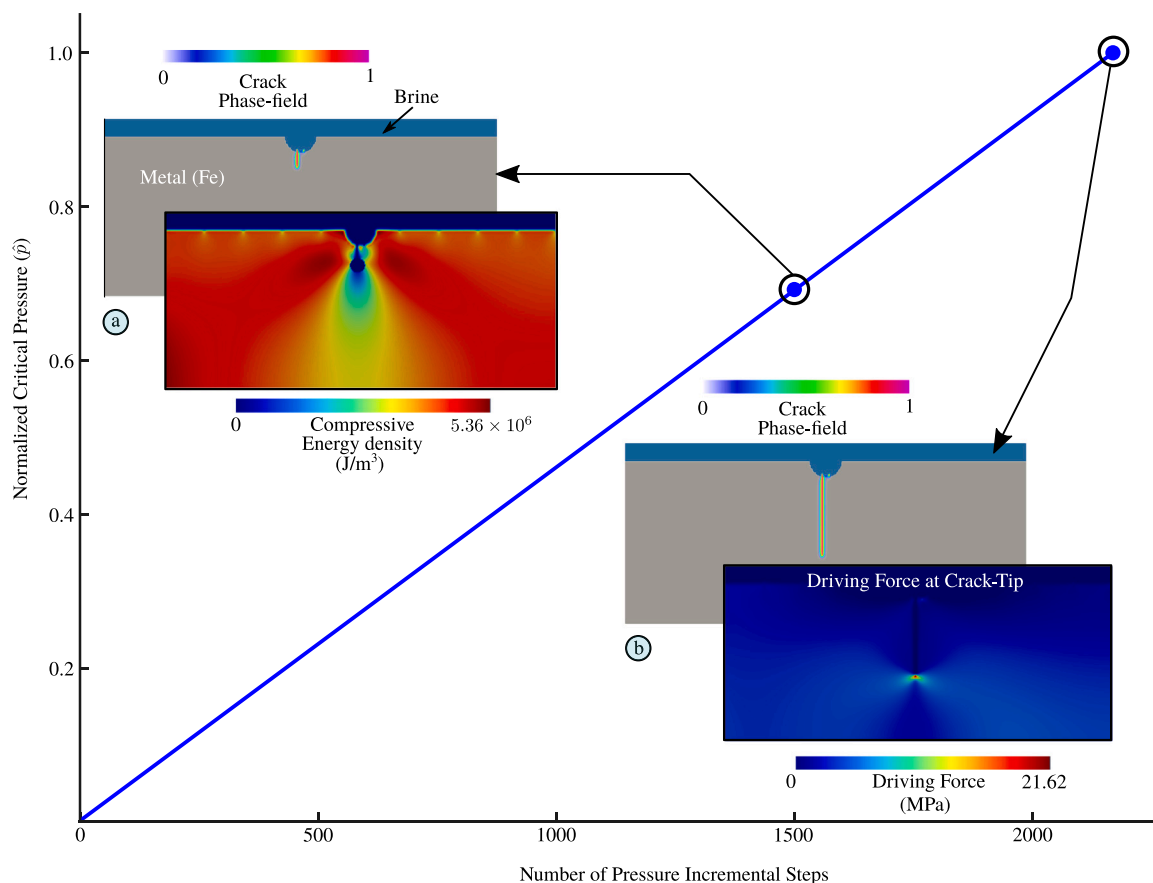 Normalized Critical Pressure (p̂)
1.0
0.8
0.6
0.4
0.2
0
500
1000
1500
2000
Number of Pressure Incremental Steps
0
1
Crack
Phase-field
Brine
Metal (Fe)
a
0
5.36 × 10⁶
Compressive
Energy density
(J/m³)
0
1
Crack
Phase-field
b
Driving Force at Crack-Tip
0
21.62
Driving Force
(MPa)